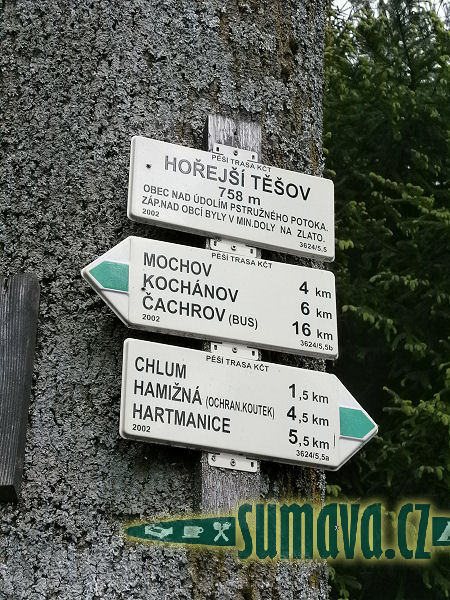 PĚŠÍ TRASA KČT
HOŘEJŠÍ TĚŠOV
758 m
OBEC NAD ÚDOLÍM PSTRUŽNÉHO POTOKA.
ZÁP.NAD OBCÍ BYLY V MIN.DOLY NA ZLATO.
2002 3624/5,5
PĚŠÍ TRASA KČT
MOCHOV 4 KM
KOCHÁNOV 6 KM
ČACHROV (BUS) 16 KM
2002 3624/5,5b
PĚŠÍ TRASA KČT
CHLUM 1,5 KM
HAMIŽNÁ (OCHRAN.KOUTEK) 4,5 KM
HARTMANICE 5,5 KM
2002 3624/5,5a
sumava.cz